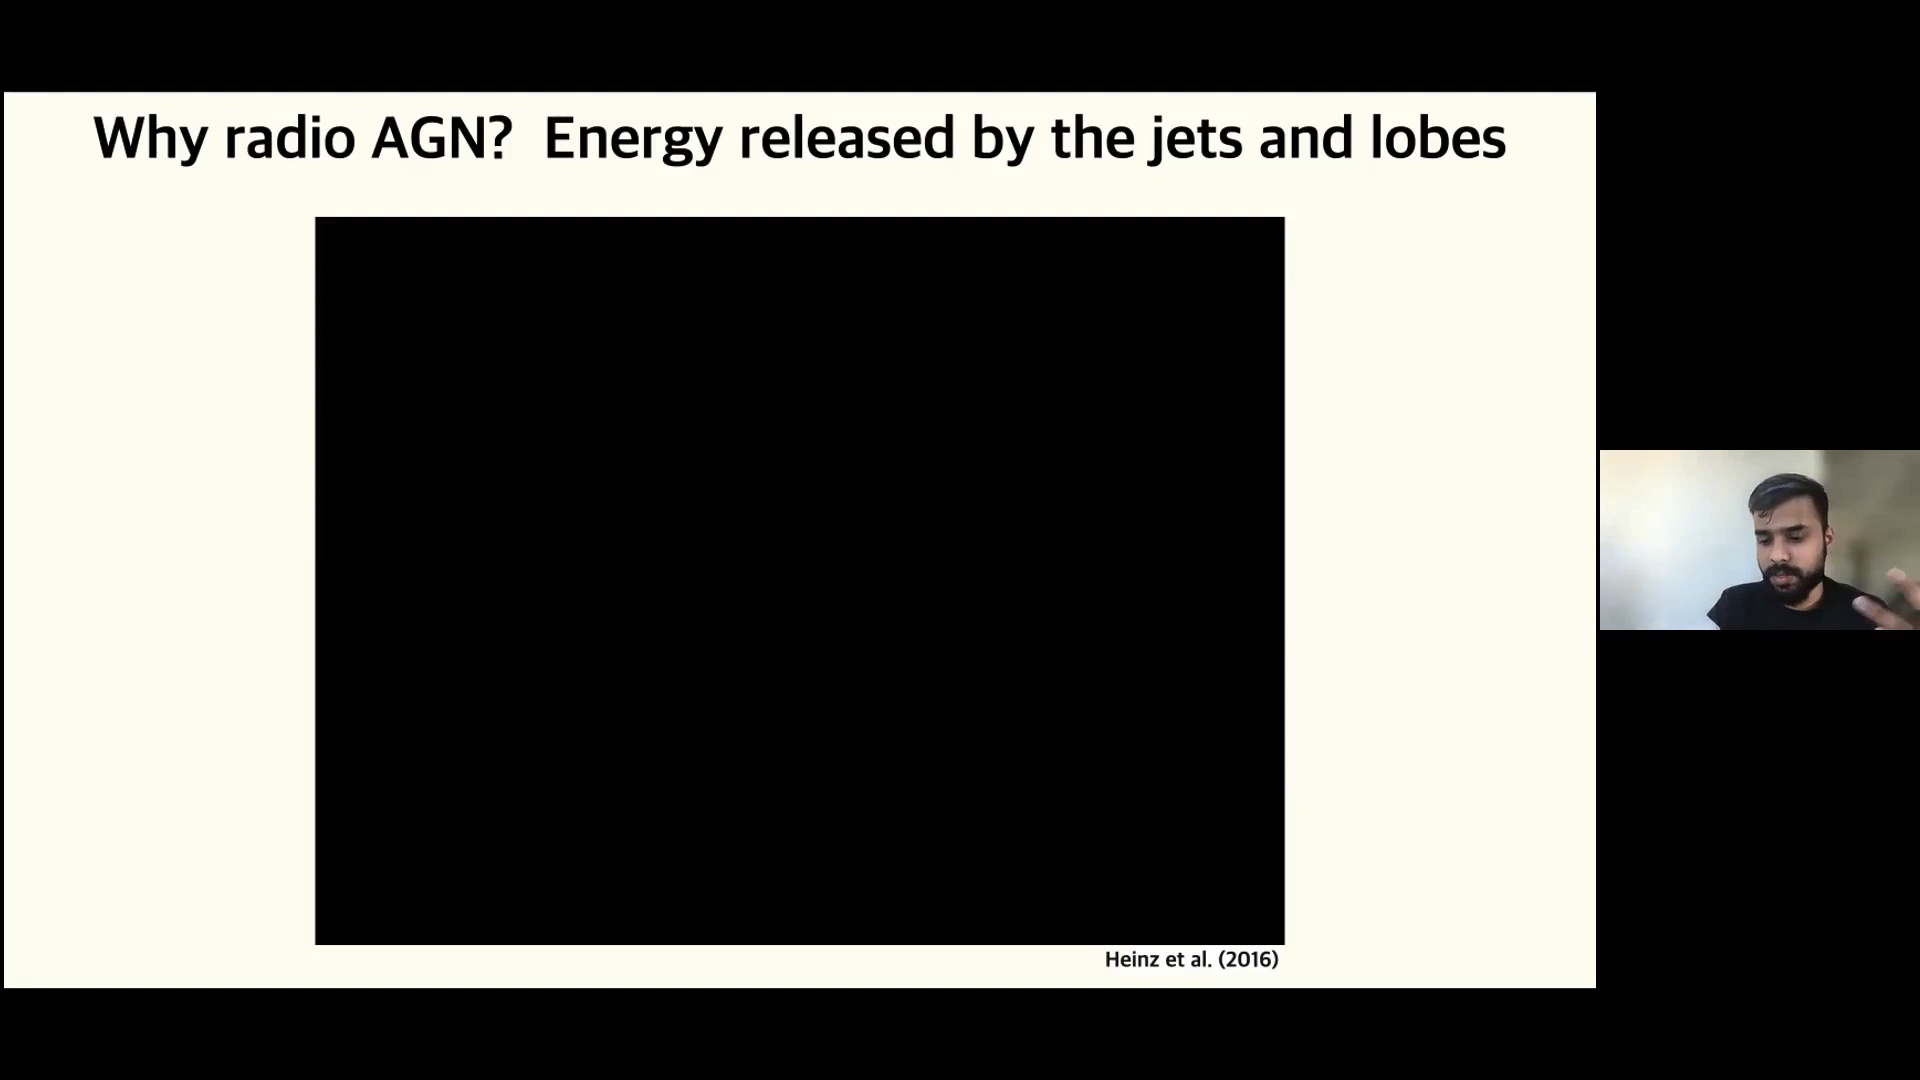 Why radio AGN? Energy released by the jets and lobes
Heinz et al. (2016)